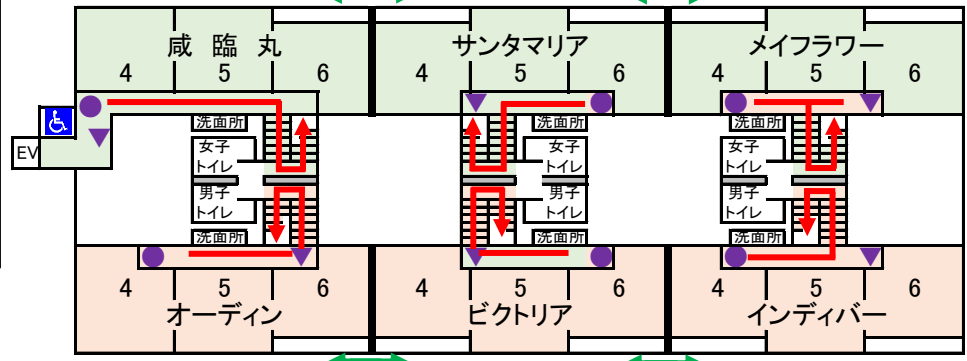 咸 臨 丸
サンタマリア
メイフラワー
4 5 6
4 5 6
4 5 6
EV
洗面所
洗面所
洗面所
女子
トイレ
女子
トイレ
女子
トイレ
男子
トイレ
男子
トイレ
男子
トイレ
洗面所
洗面所
洗面所
4 5 6
4 5 6
4 5 6
オーディン
ビクトリア
インディバー